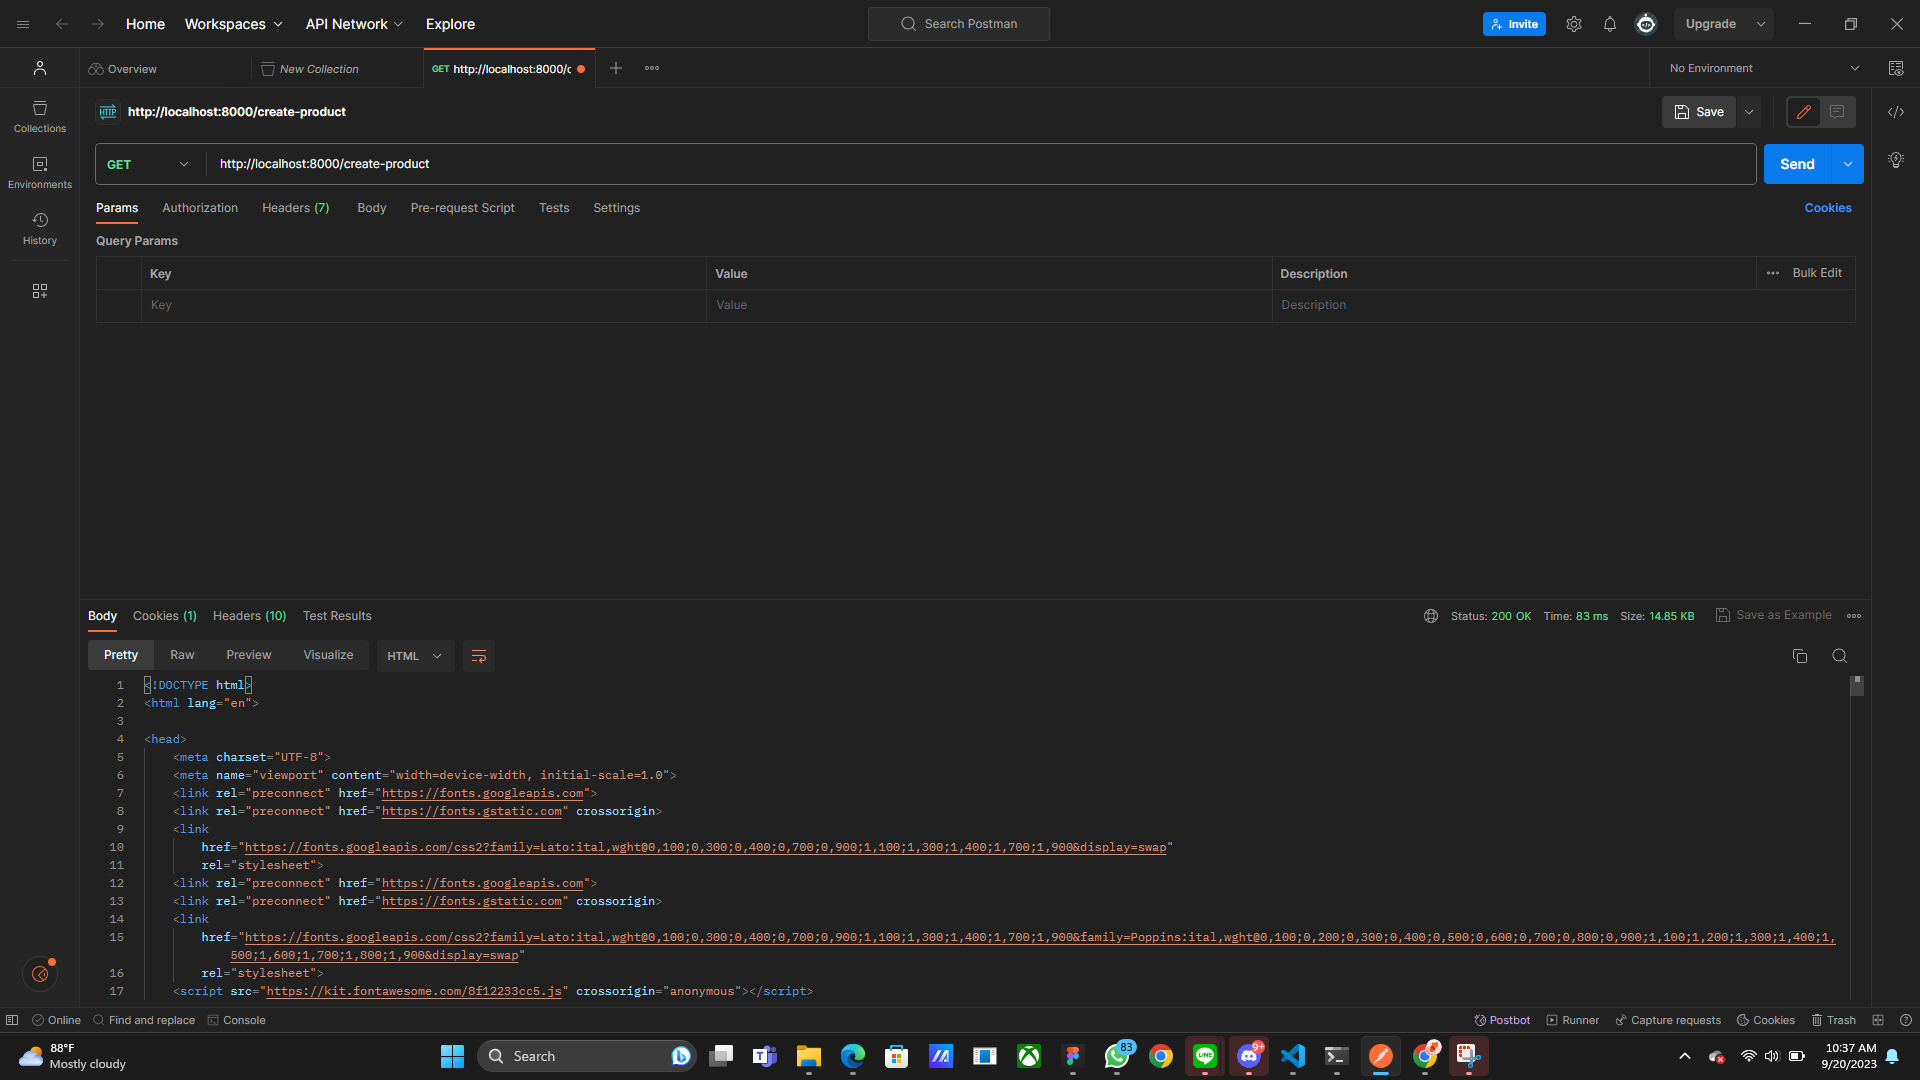 Home Workspaces API Network Explore Search Postman Invite Upgrade
Overview New Collection GET http://localhost:8000/c No Environment
HTTP http://localhost:8000/create-product Save
Collections
GET http://localhost:8000/create-product Send
Environments
Params Authorization Headers (7) Body Pre-request Script Tests Settings Cookies
History
Query Params
Key Value Description Bulk Edit
Key Value Description
Body Cookies (1) Headers (10) Test Results Status: 200 OK Time: 83 ms Size: 14.85 KB Save as Example
Pretty Raw Preview Visualize HTML
1 <!DOCTYPE html>
2 <html lang="en">
3
4 <head>
5 <meta charset="UTF-8">
6 <meta name="viewport" content="width=device-width, initial-scale=1.0">
7 <link rel="preconnect" href="https://fonts.googleapis.com">
8 <link rel="preconnect" href="https://fonts.gstatic.com" crossorigin>
9 <link
10 href="https://fonts.googleapis.com/css2?family=Lato:ital,wght@0,100;0,300;0,400;0,700;0,900;1,100;1,300;1,400;1,700;1,900&display=swap"
11 rel="stylesheet">
12 <link rel="preconnect" href="https://fonts.googleapis.com">
13 <link rel="preconnect" href="https://fonts.gstatic.com" crossorigin>
14 <link
15 href="https://fonts.googleapis.com/css2?family=Lato:ital,wght@0,100;0,300;0,400;0,700;0,900;1,100;1,300;1,400;1,700;1,900&family=Poppins:ital,wght@0,100;0,200;0,300;0,400;0,500;0,600;0,700;0,800;0,900;1,100;1,200;1,300;1,400;1,
500;1,600;1,700;1,800;1,900&display=swap"
16 rel="stylesheet">
17 <script src="https://kit.fontawesome.com/8f12233cc5.js" crossorigin="anonymous"></script>
Online Find and replace Console Postbot Runner Capture requests Cookies Trash
88°F
Mostly cloudy
Search
83
LINE
9+
10:37 AM
9/20/2023